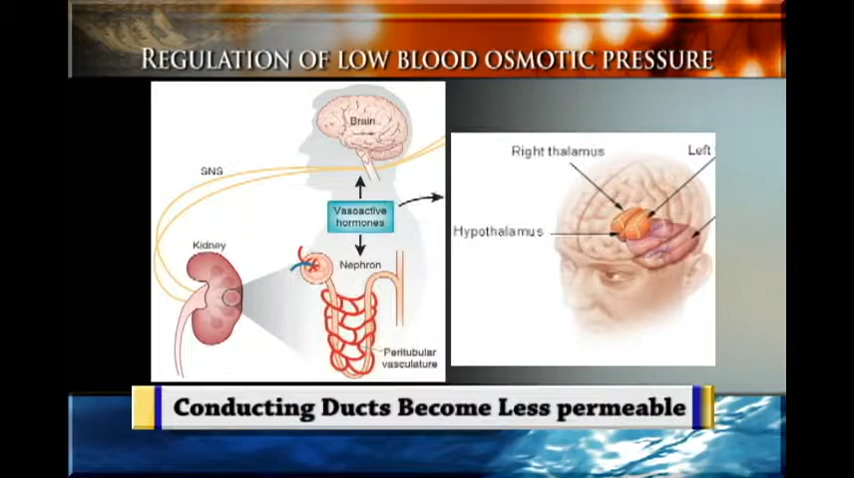 REGULATION OF LOW BLOOD OSMOTIC PRESSURE
Brain
SNS
Vasoactive
hormones
Kidney
Nephron
Peritubular
vasculature
Right thalamus
Left
Hypothalamus
Conducting Ducts Become Less permeable